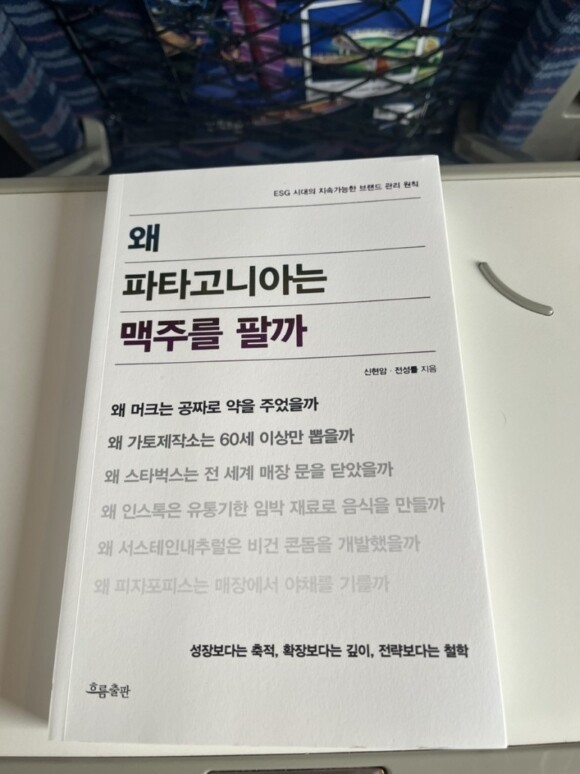 ESG 시대의 지속가능한 브랜드 관리 원칙
왜
파타고니아는
맥주를 팔까
신현암 · 전성률 지음
왜 머크는 공짜로 약을 주었을까
왜 가토제작소는 60세 이상만 뽑을까
왜 스타벅스는 전 세계 매장 문을 닫았을까
왜 인스톡은 유통기한 임박 재료로 음식을 만들까
왜 서스테인내추럴은 비건 콘돔을 개발했을까
왜 피자포피스는 매장에서 야채를 기를까
성장보다는 축적, 확장보다는 깊이, 전략보다는 철학
흐름출판